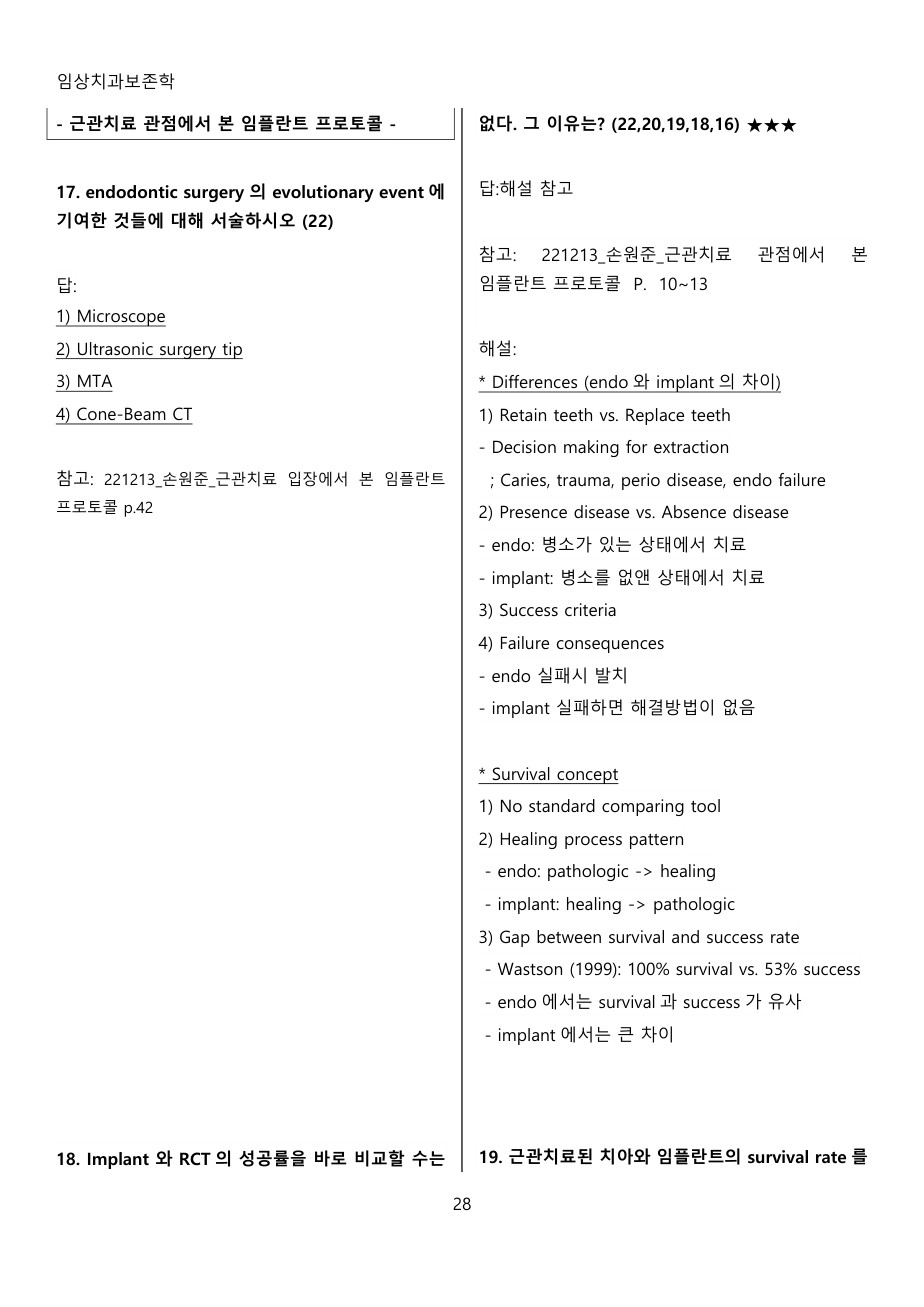 임상치과보존학
- 근관치료 관점에서 본 임플란트 프로토콜 -
17. endodontic surgery 의 evolutionary event 에
기여한 것들에 대해 서술하시오 (22)
답:
1) Microscope
2) Ultrasonic surgery tip
3) MTA
4) Cone-Beam CT
참고: 221213_손원준_근관치료 입장에서 본 임플란트
프로토콜 p.42
18. Implant 와 RCT 의 성공률을 바로 비교할 수는
없다. 그 이유는? (22,20,19,18,16) ★★★
답:해설 참고
참고: 221213_손원준_근관치료 관점에서 본
임플란트 프로토콜 P. 10~13
해설:
* Differences (endo 와 implant 의 차이)
1) Retain teeth vs. Replace teeth
- Decision making for extraction
; Caries, trauma, perio disease, endo failure
2) Presence disease vs. Absence disease
- endo: 병소가 있는 상태에서 치료
- implant: 병소를 없앤 상태에서 치료
3) Success criteria
4) Failure consequences
- endo 실패시 발치
- implant 실패하면 해결방법이 없음
* Survival concept
1) No standard comparing tool
2) Healing process pattern
- endo: pathologic -> healing
- implant: healing -> pathologic
3) Gap between survival and success rate
- Wastson (1999): 100% survival vs. 53% success
- endo 에서는 survival 과 success 가 유사
- implant 에서는 큰 차이
19. 근관치료된 치아와 임플란트의 survival rate 를
28